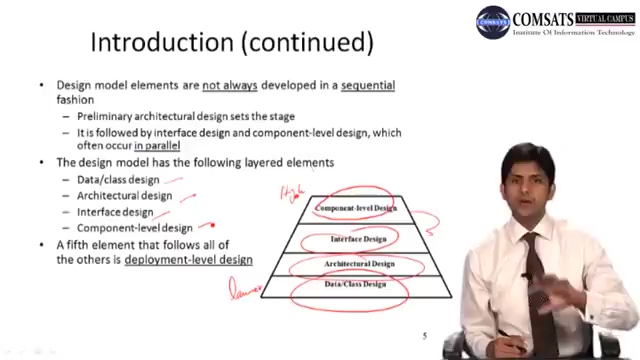 COMSATS VIRTUAL CAMPUS
COMSATS
Institute Of Information Technology
Introduction (continued)
• Design model elements are not always developed in a sequential
fashion
– Preliminary architectural design sets the stage
– It is followed by interface design and component-level design, which
often occur in parallel
• The design model has the following layered elements
– Data/class design
– Architectural design
– Interface design
– Component-level design
• A fifth element that follows all of
the others is deployment-level design
High
Component-level Design
Interface Design
Architectural Design
Data/Class Design
5